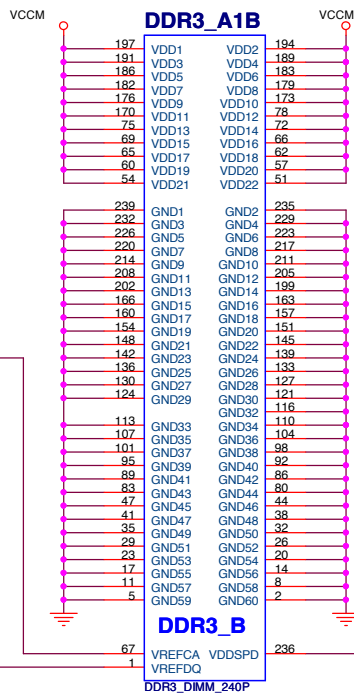 VCCM DDR3_A1B VCCM
197 VDD1 VDD2 194
191 VDD3 VDD4 189
186 VDD5 VDD6 183
182 VDD7 VDD8 179
176 VDD9 VDD10 173
170 VDD11 VDD12 78
75 VDD13 VDD14 72
69 VDD15 VDD16 66
65 VDD17 VDD18 62
60 VDD19 VDD20 57
54 VDD21 VDD22 51
239 GND1 GND2 235
232 GND3 GND4 229
226 GND5 GND6 223
220 GND7 GND8 217
214 GND9 GND10 211
208 GND11 GND12 205
202 GND13 GND14 199
166 GND15 GND16 163
160 GND17 GND18 157
154 GND19 GND20 151
148 GND21 GND22 145
142 GND23 GND24 139
136 GND25 GND26 133
130 GND27 GND28 127
124 GND29 GND30 121
GND32 116
113 GND33 GND34 110
107 GND35 GND36 104
101 GND37 GND38 98
95 GND39 GND40 92
89 GND41 GND42 86
83 GND43 GND44 80
47 GND45 GND46 44
41 GND47 GND48 38
35 GND49 GND50 32
29 GND51 GND52 26
23 GND53 GND54 20
17 GND55 GND56 14
11 GND57 GND58 8
5 GND59 GND60 2
DDR3_B
67 VREFCA VDDSPD 236
1 VREFDQ
DDR3_DIMM_240P